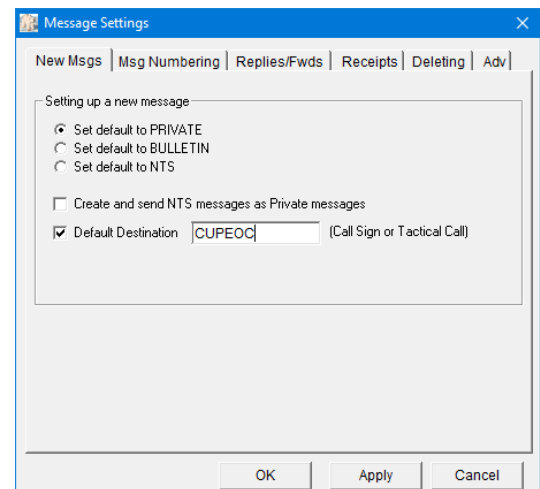 Message Settings
New Msgs Msg Numbering Replies/Fwds Receipts Deleting Adv
Setting up a new message
Set default to PRIVATE
Set default to BULLETIN
Set default to NTS
Create and send NTS messages as Private messages
Default Destination CUPEOC (Call Sign or Tactical Call)
OK Apply Cancel